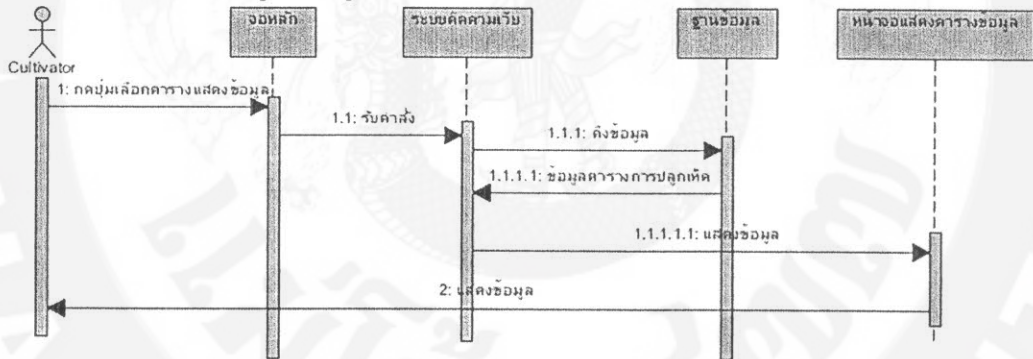 จอหลัก
ระบบติดตามเว็บ
ฐานข้อมูล
หน้าจอแสดงตารางข้อมูล
Cultivator
1: กดปุ่มเลือกตารางแสดงข้อมูล
1.1: รับคำสั่ง
1.1.1: ดึงข้อมูล
1.1.1.1: ข้อมูลตารางการปลูกเห็ด
1.1.1.1.1: แสดงข้อมูล
2: แสดงข้อมูล